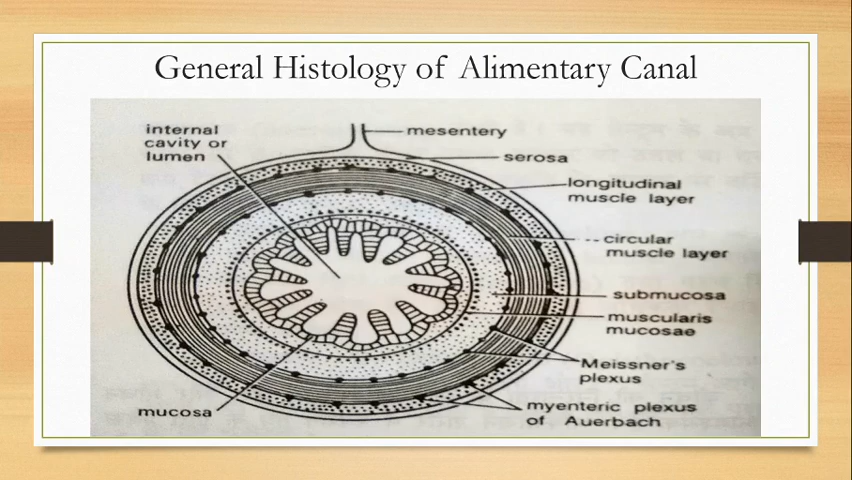 General Histology of Alimentary Canal
internal
cavity or
lumen
mesentery
serosa
longitudinal
muscle layer
circular
muscle layer
submucosa
muscularis
mucosae
Meissner's
plexus
myenteric plexus
of Auerbach
mucosa